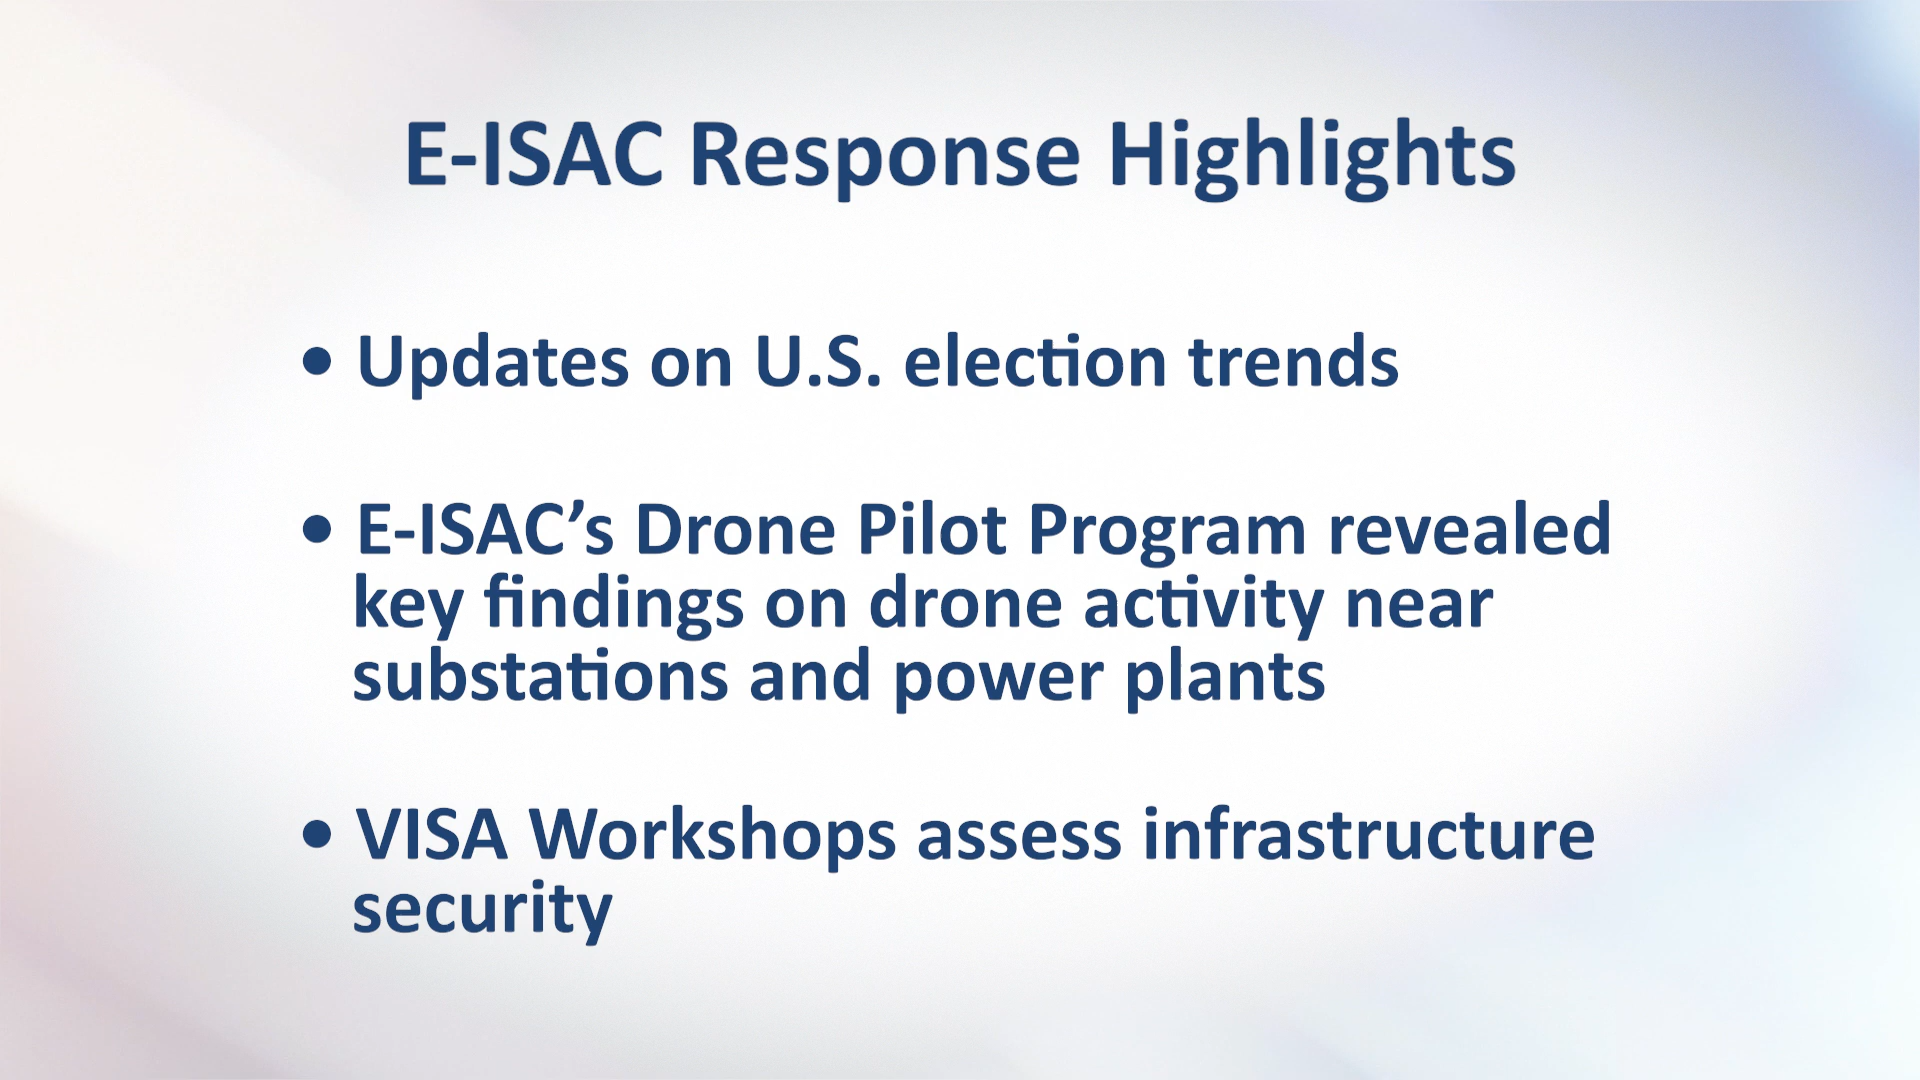 E-ISAC Response Highlights
• Updates on U.S. election trends
• E-ISAC’s Drone Pilot Program revealed
key findings on drone activity near
substations and power plants
• VISA Workshops assess infrastructure
security